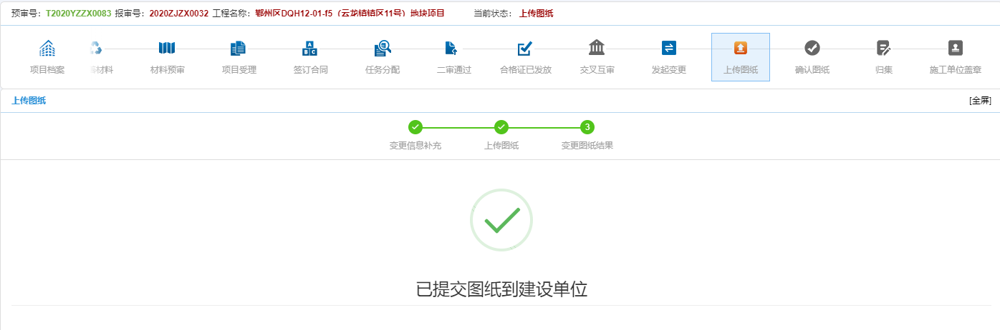 预审号：T2020YZZX0083 报审号：2020ZJZX0032 工程名称：鄞州区DQH12-01-f5（云龙镇镇区11号）地块项目 当前状态：上传图纸
项目档案 材料 材料预审 项目受理 签订合同 任务分配 二审通过 合格证已发放 交叉互审 发起变更 上传图纸 确认图纸 归集 施工单位盖章
上传图纸 [全屏]
3
变更信息补充 上传图纸 变更图纸结果
已提交图纸到建设单位